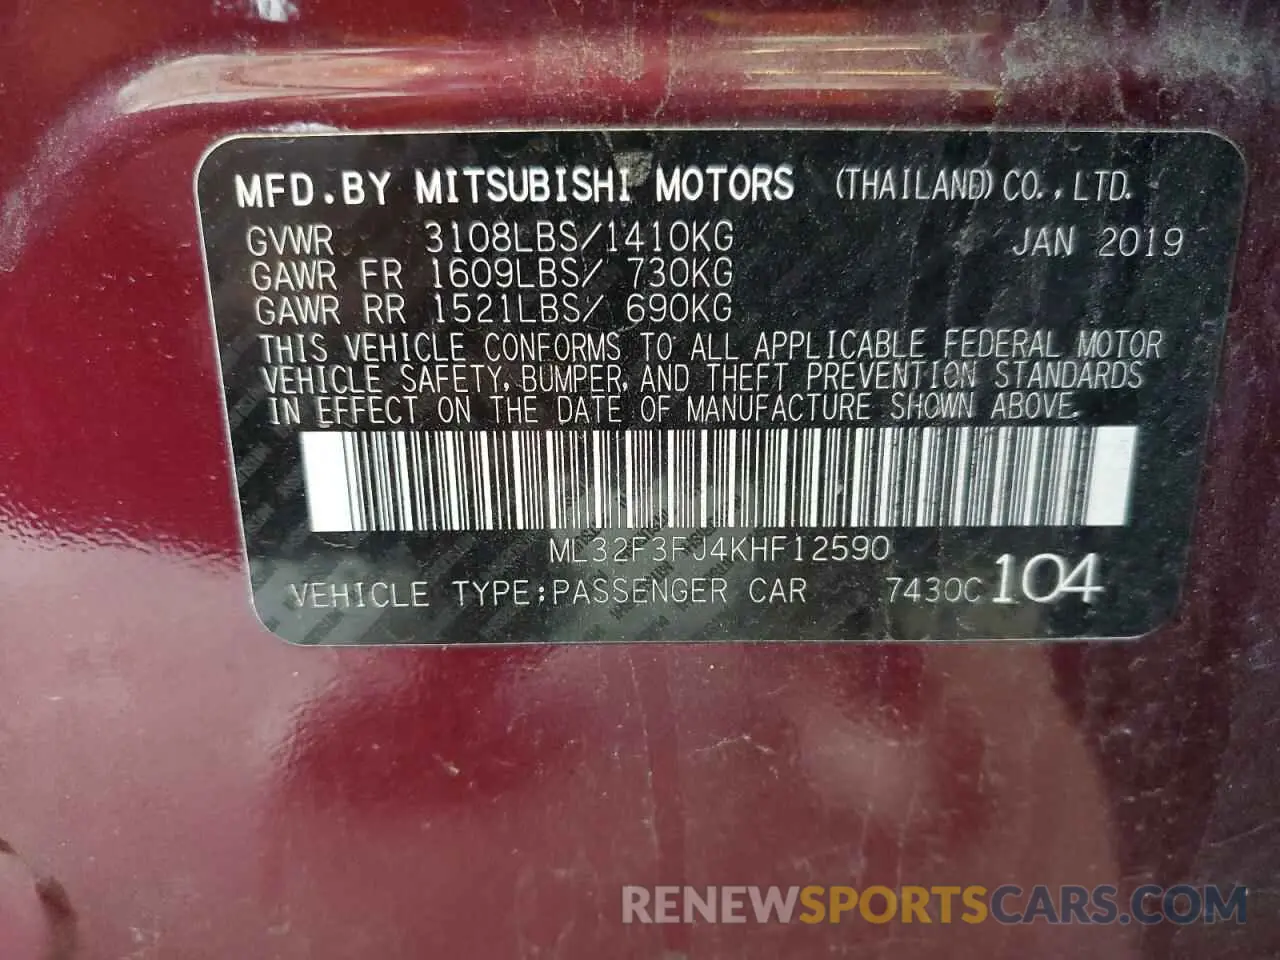 MFD.BY MITSUBISHI MOTORS (THAILAND)CO.,LTD.
GVWR 3108LBS/1410KG JAN 2019
GAWR FR 1609LBS/ 730KG
GAWR RR 1521LBS/ 690KG
THIS VEHICLE CONFORMS TO ALL APPLICABLE FEDERAL MOTOR
VEHICLE SAFETY, BUMPER, AND THEFT PREVENTION STANDARDS
IN EFFECT ON THE DATE OF MANUFACTURE SHOWN ABOVE.
ML32F3FJ4KHF12590
VEHICLE TYPE:PASSENGER CAR 7430C 104
RENEWSPORTSCARS.COM